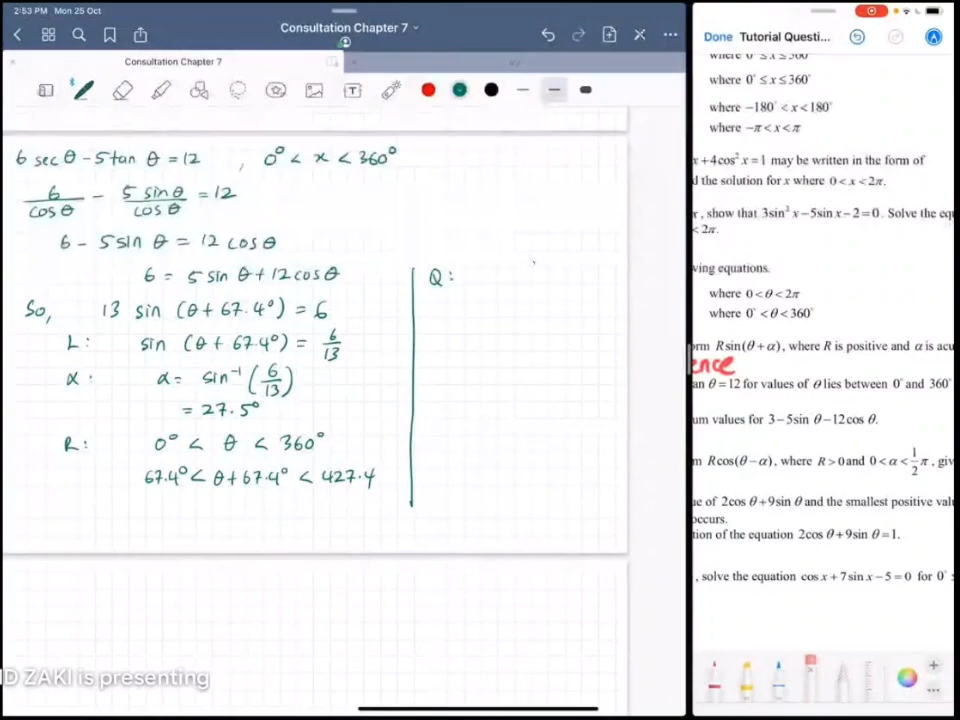 2:53 PM Mon 25 Oct
Consultation Chapter 7
Consultation Chapter 7
6 sec θ - 5 tan θ = 12 , 0° < x < 360°
6/cos θ - 5 sin θ/cos θ = 12
6 - 5 sin θ = 12 cos θ
6 = 5 sin θ + 12 cos θ
So, 13 sin (θ + 67.4°) = 6
L: sin (θ + 67.4°) = 6/13
α: α = sin⁻¹ (6/13)
= 27.5°
R: 0° < θ < 360°
67.4° < θ + 67.4° < 427.4
Q:
ND ZAKI is presenting
Done Tutorial Questi...
where 0 ≤ x ≤ 360
where 0° ≤ x ≤ 360°
where −180° < x < 180°
where −π < x < π
x + 4cos² x = 1 may be written in the form of
d the solution for x where 0 < x < 2π.
x, show that 3sin² x − 5sin x − 2 = 0. Solve the equ
< 2π.
ving equations.
where 0 < θ < 2π
where 0° < θ < 360°
orm R sin(θ + α), where R is positive and α is acu
ence
an θ = 12 for values of θ lies between 0° and 360°
um values for 3 − 5sin θ − 12cos θ.
m R cos(θ − α), where R > 0 and 0 < α < 1/2 π, giv
ue of 2cos θ + 9sin θ and the smallest positive valu
occurs.
tion of the equation 2cos θ + 9sin θ = 1.
, solve the equation cos x + 7sin x − 5 = 0 for 0°